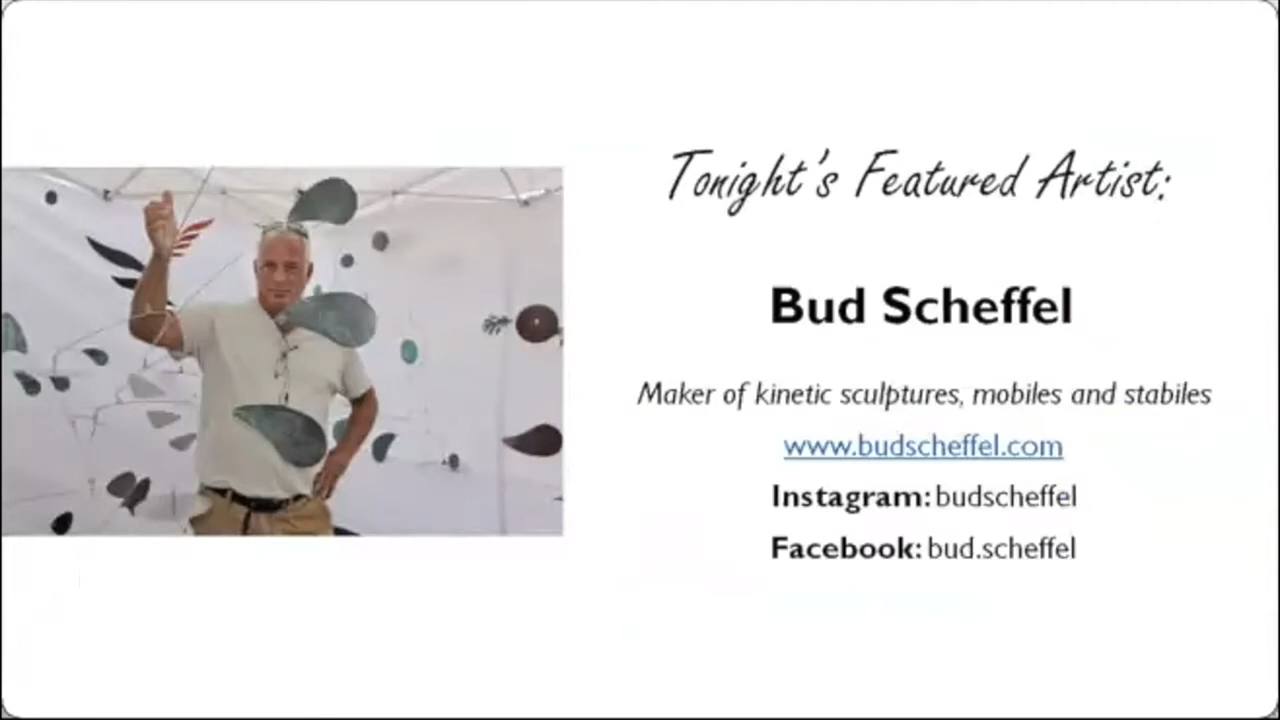 Tonight's Featured Artist:
Bud Scheffel
Maker of kinetic sculptures, mobiles and stabiles
www.budscheffel.com
Instagram: budscheffel
Facebook: bud.scheffel